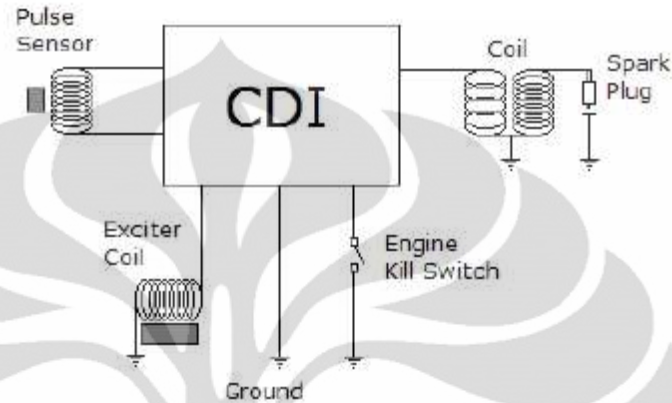 Pulse
Sensor
CDI
Coil
Spark
Plug
Exciter
Coil
Engine
Kill Switch
Ground